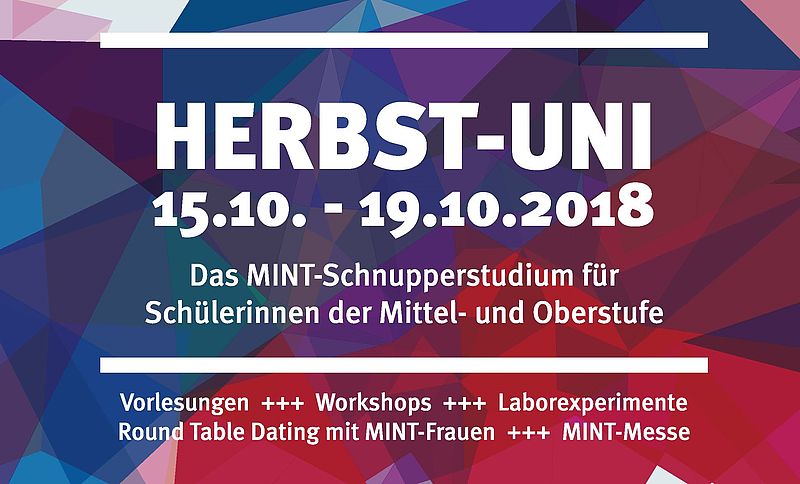 HERBST-UNI
15.10. - 19.10.2018
Das MINT-Schnupperstudium für
Schülerinnen der Mittel- und Oberstufe
Vorlesungen +++ Workshops +++ Laborexperimente
Round Table Dating mit MINT-Frauen +++ MINT-Messe